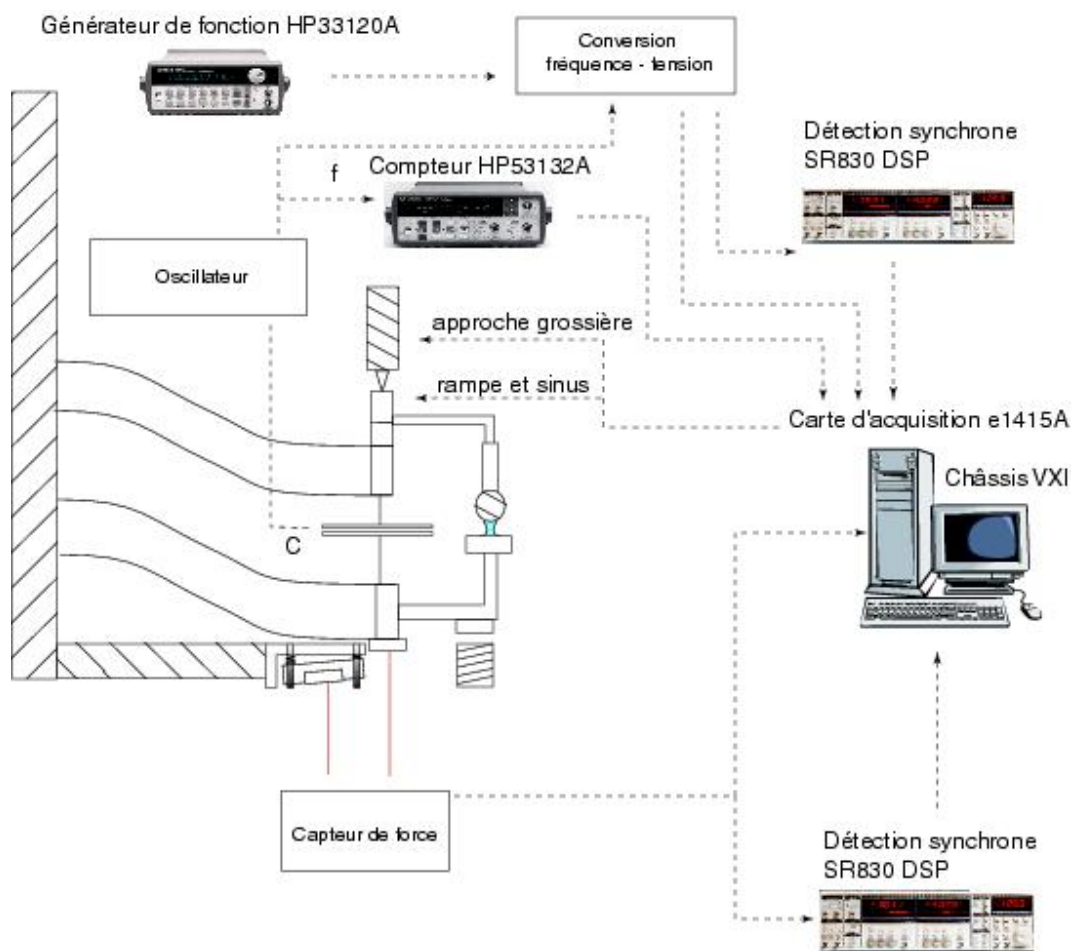 Générateur de fonction HP33120A
Conversion
fréquence - tension
Détection synchrone
SR830 DSP
f
Compteur HP53132A
Oscillateur
approche grossière
rampe et sinus
Carte d'acquisition e1415A
Châssis VXI
C
Capteur de force
Détection synchrone
SR830 DSP